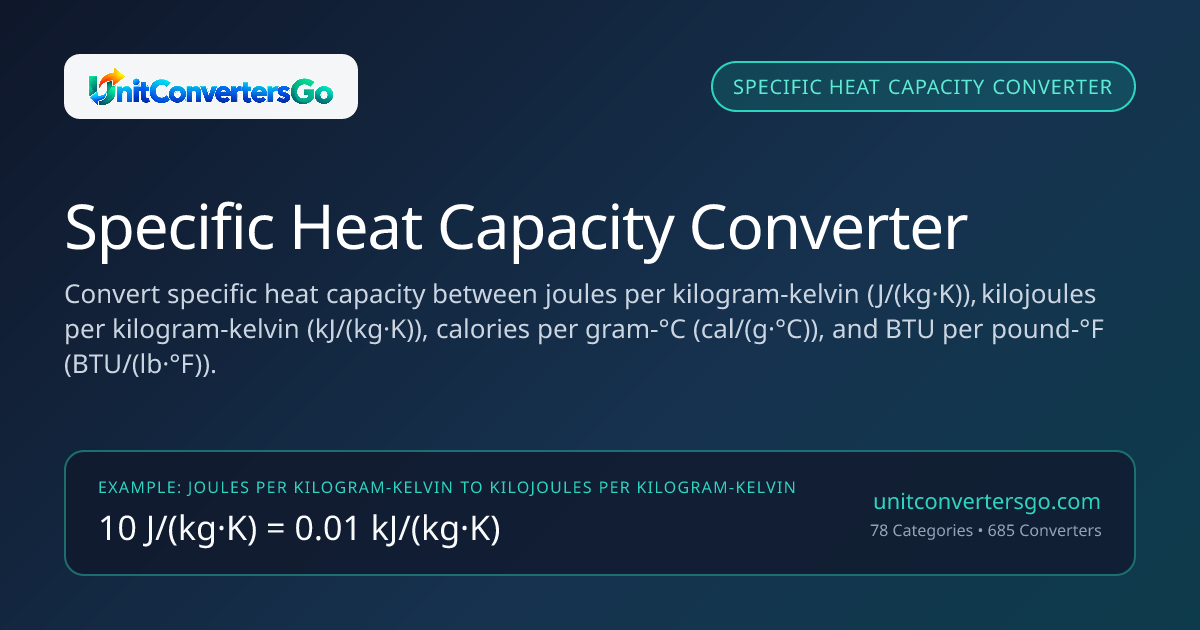 UnitConvertersGo
SPECIFIC HEAT CAPACITY CONVERTER
Specific Heat Capacity Converter
Convert specific heat capacity between joules per kilogram-kelvin (J/(kg·K)), kilojoules
per kilogram-kelvin (kJ/(kg·K)), calories per gram-°C (cal/(g·°C)), and BTU per pound-°F
(BTU/(lb·°F)).
EXAMPLE: JOULES PER KILOGRAM-KELVIN TO KILOJOULES PER KILOGRAM-KELVIN
10 J/(kg·K) = 0.01 kJ/(kg·K)
unitconvertersgo.com
78 Categories • 685 Converters